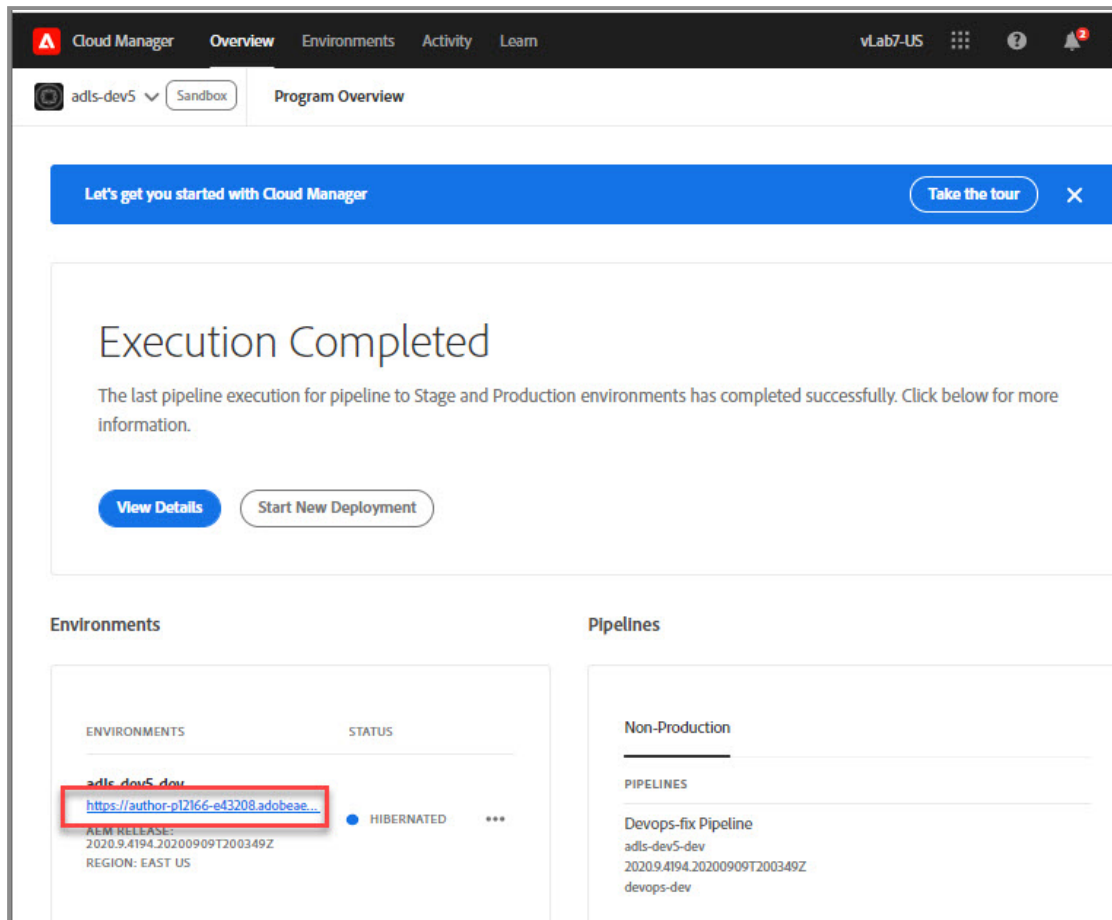 Cloud Manager Overview Environments Activity Learn vLab7-US 2
adls-dev5 Sandbox Program Overview
Let's get you started with Cloud Manager Take the tour
Execution Completed
The last pipeline execution for pipeline to Stage and Production environments has completed successfully. Click below for more
information.
View Details Start New Deployment
Environments
ENVIRONMENTS STATUS
adls-dev5-dev
https://author-p12166-e43208.adobeae...
HIBERNATED
AEM RELEASE:
2020.9.4194.20200909T200349Z
REGION: EAST US
Pipelines
Non-Production
PIPELINES
Devops-fix Pipeline
adls-dev5-dev
2020.9.4194.20200909T200349Z
devops-dev